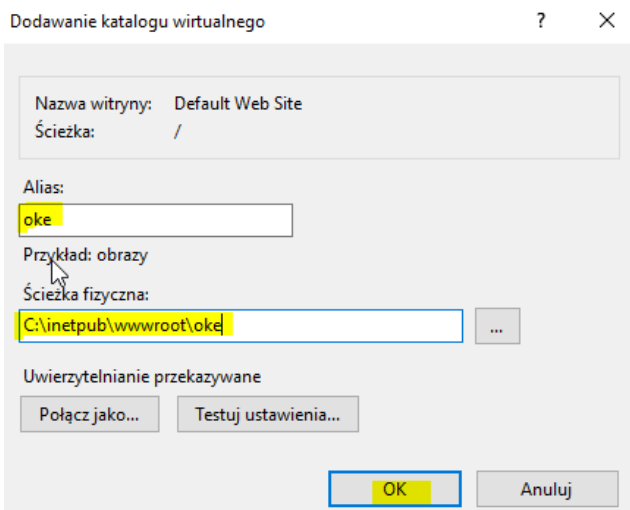 Dodawanie katalogu wirtualnego ? ×
Nazwa witryny: Default Web Site
Ścieżka: /
Alias:
oke
Przykład: obrazy
Ścieżka fizyczna:
C:\inetpub\wwwroot\oke
...
Uwierzytelnianie przekazywane
Połącz jako... Testuj ustawienia...
OK Anuluj